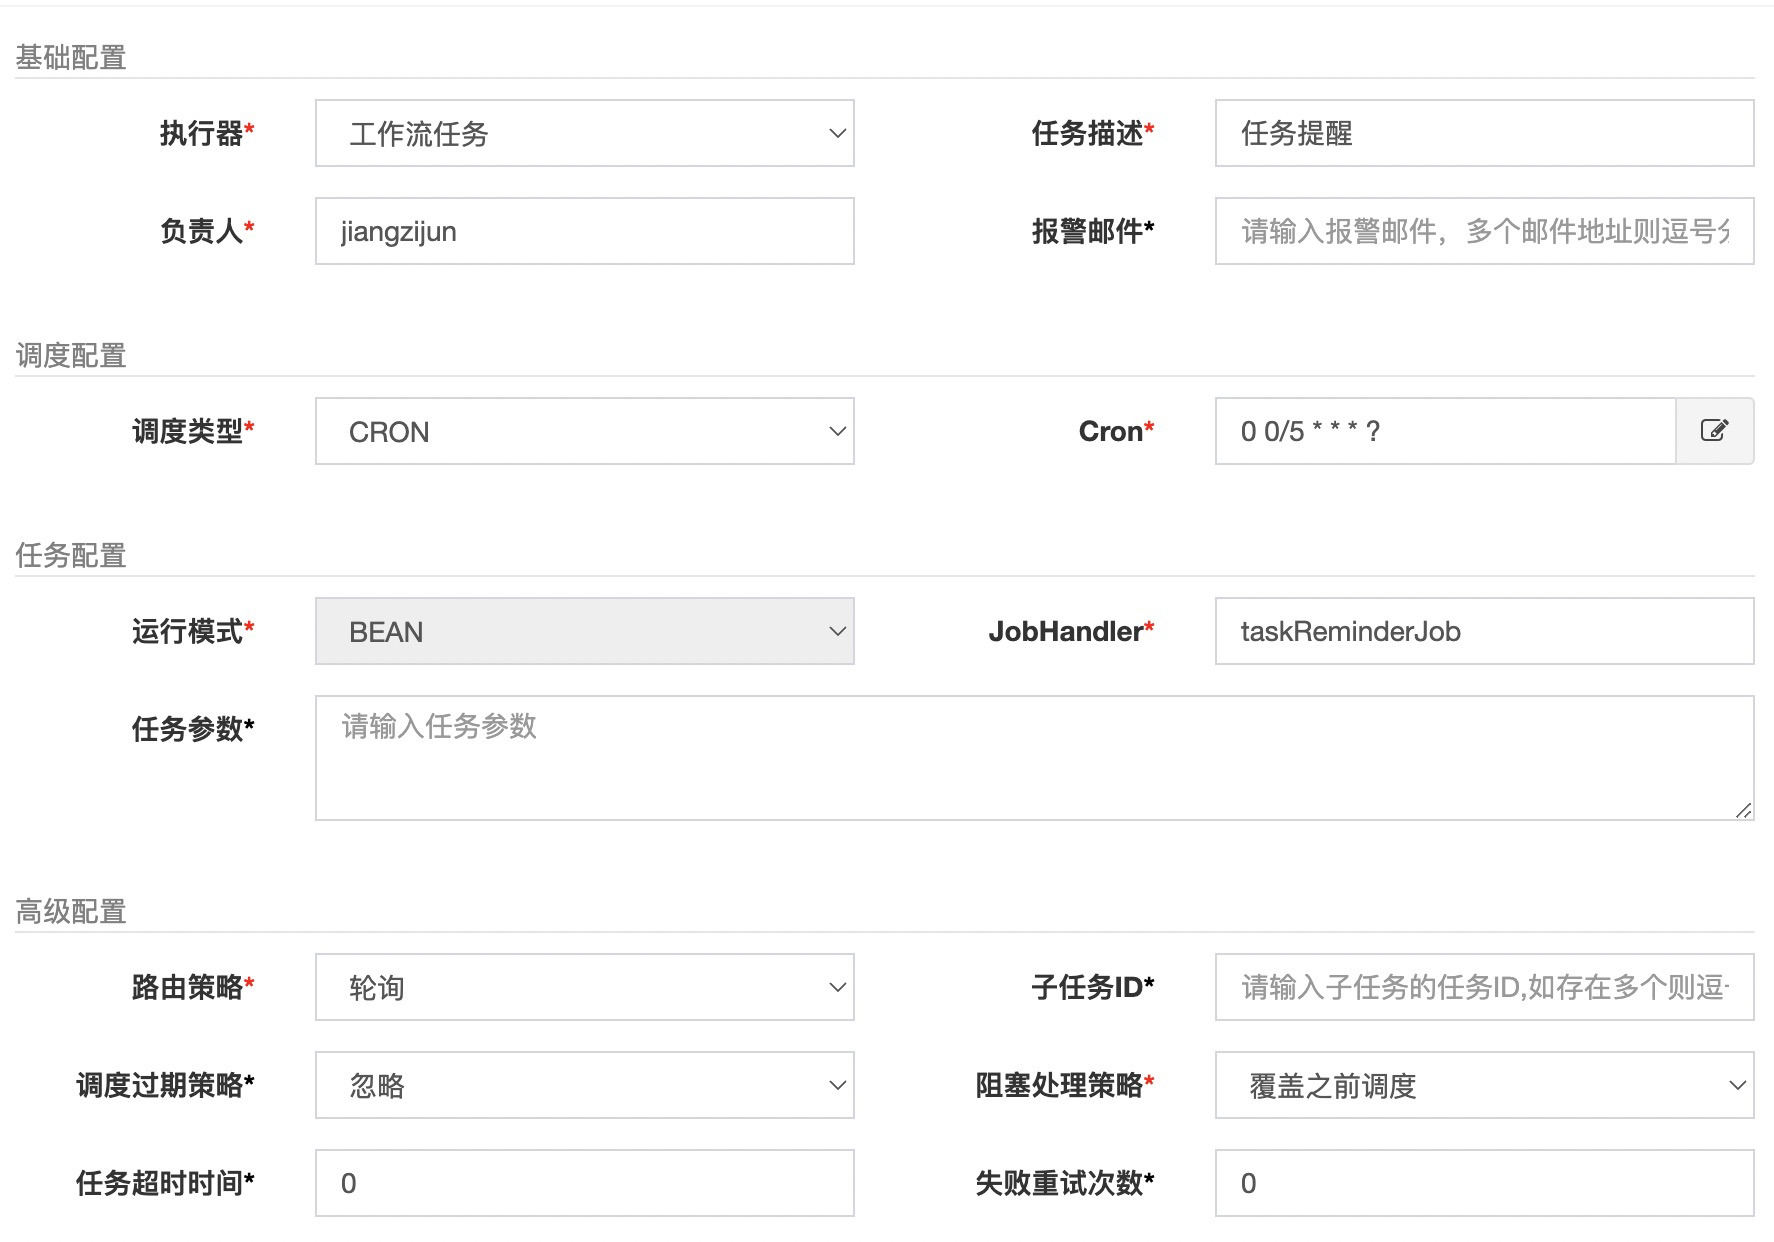 基础配置
执行器* 工作流任务 任务描述* 任务提醒
负责人* jiangzijun 报警邮件* 请输入报警邮件，多个邮件地址则逗号
调度配置
调度类型* CRON Cron* 0 0/5 * * * ?
任务配置
运行模式* BEAN JobHandler* taskReminderJob
任务参数* 请输入任务参数
高级配置
路由策略* 轮询 子任务ID* 请输入子任务的任务ID,如存在多个则逗
调度过期策略* 忽略 阻塞处理策略* 覆盖之前调度
任务超时时间* 0 失败重试次数* 0